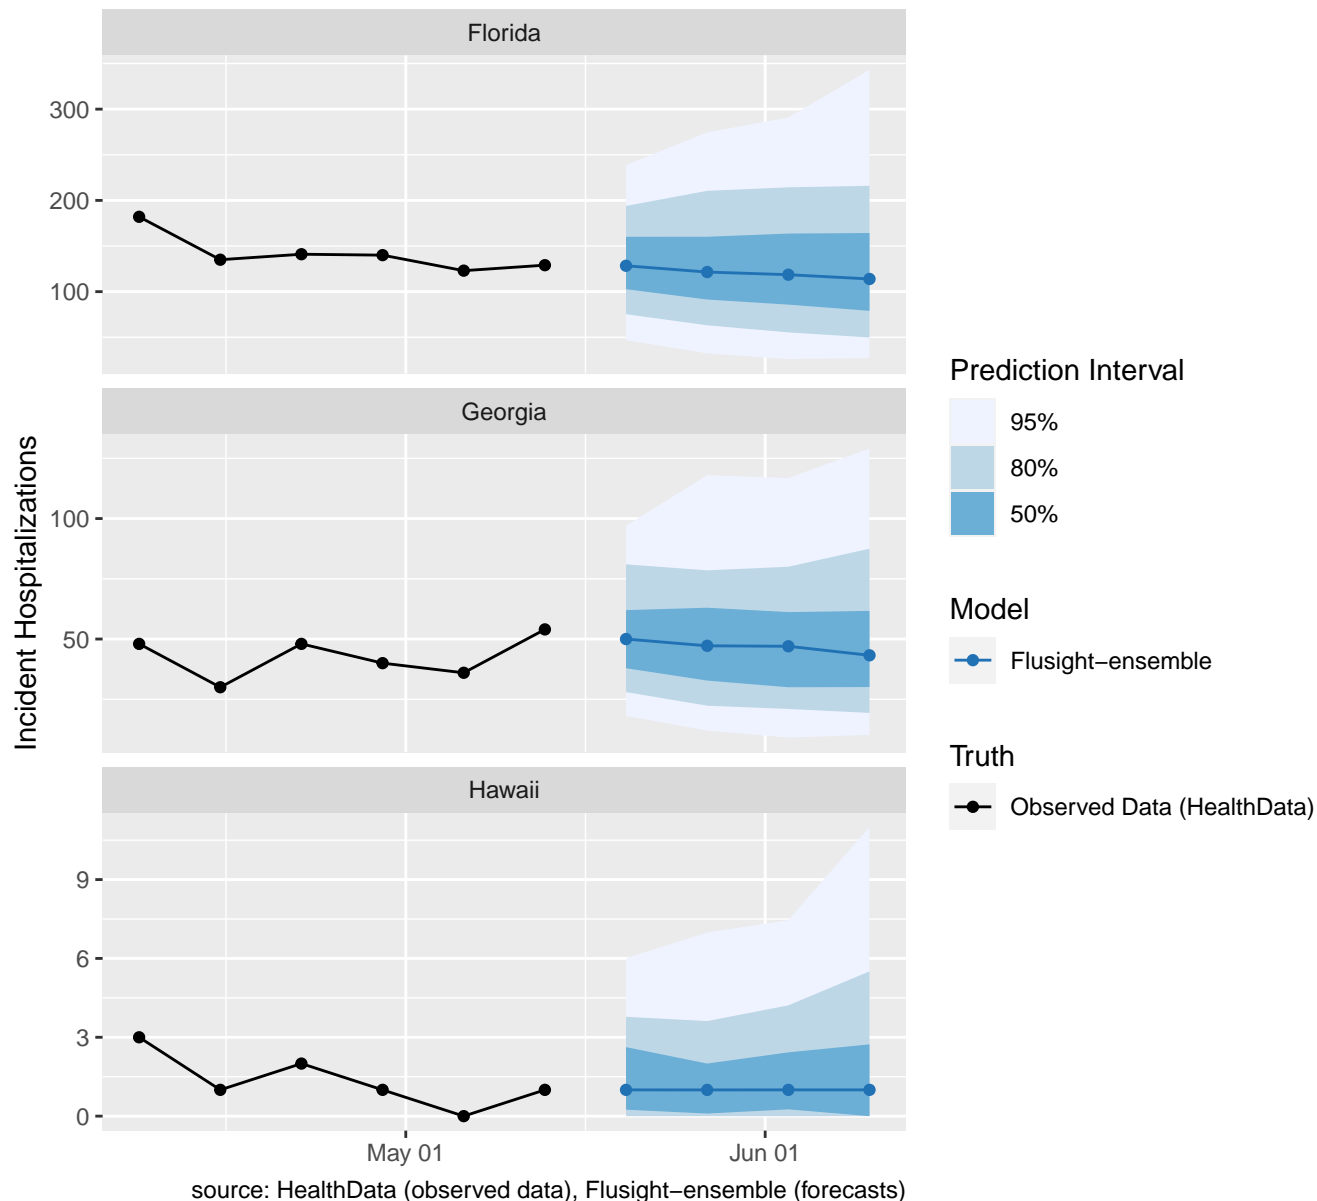 Florida
300
200
100
Georgia
100
50
Hawaii
9
6
3
0
May 01
Jun 01
Incident Hospitalizations
source: HealthData (observed data), Flusight−ensemble (forecasts)
Prediction Interval
95%
80%
50%
Model
Flusight−ensemble
Truth
Observed Data (HealthData)